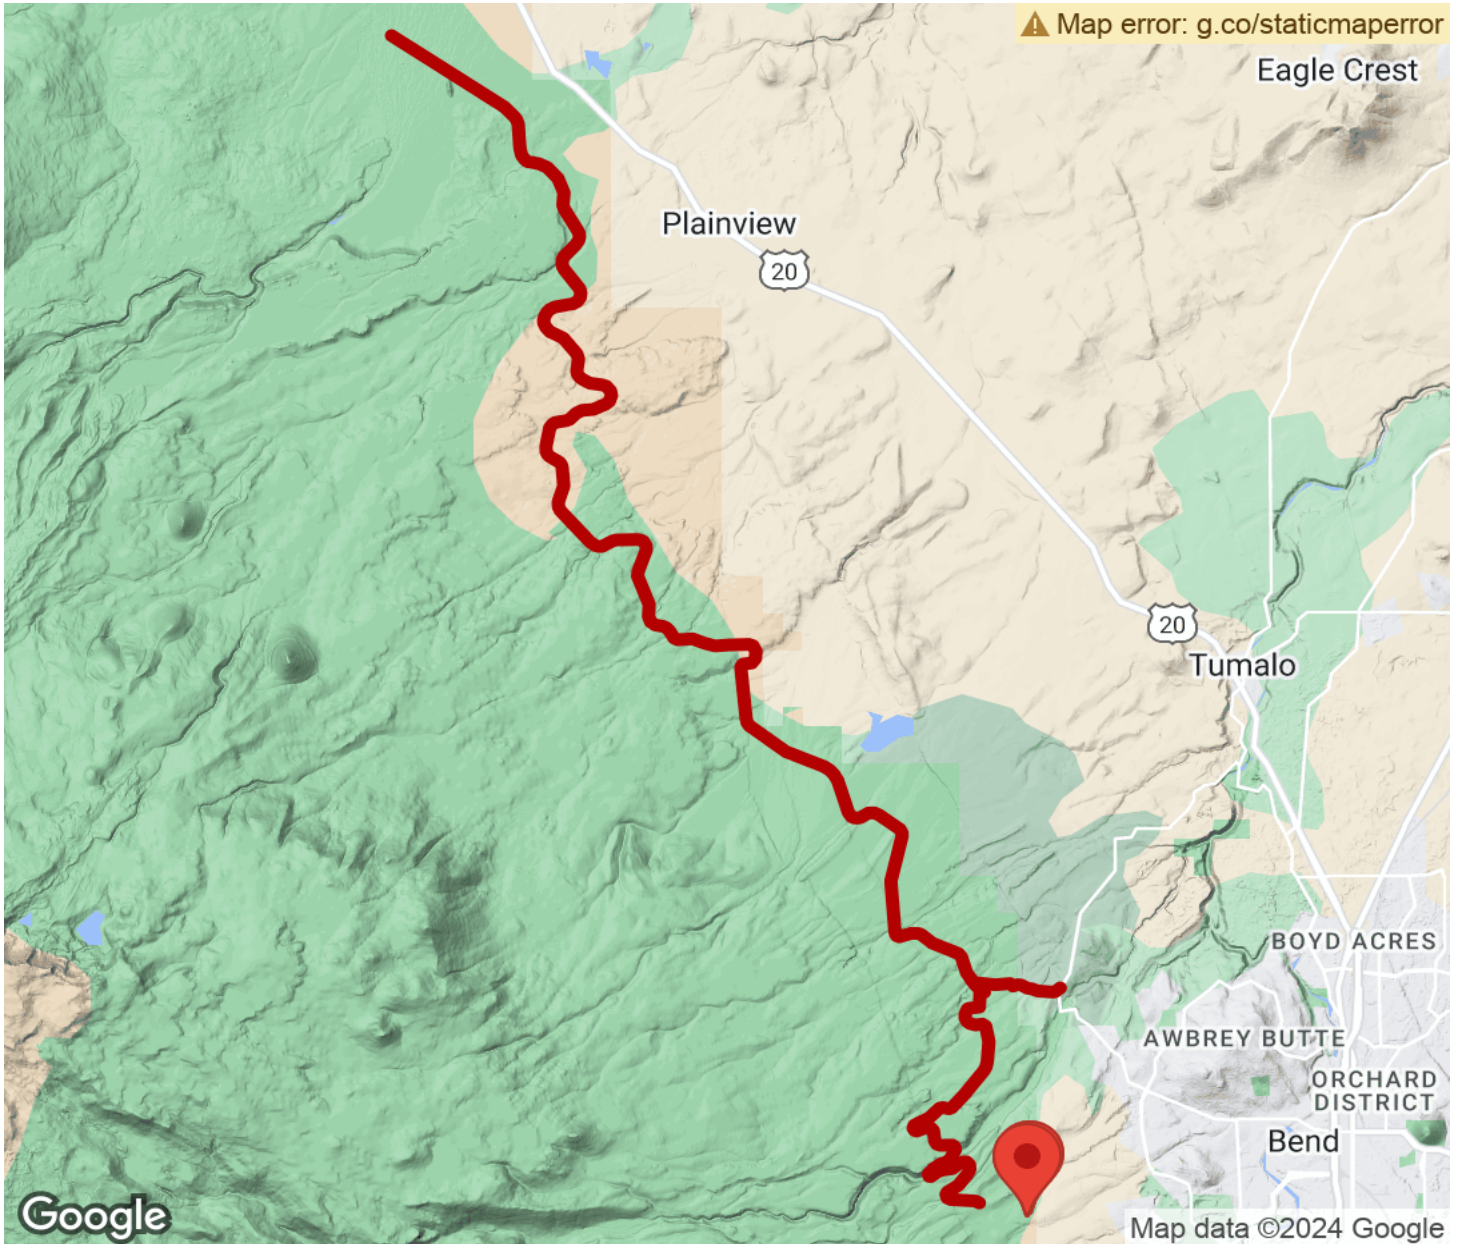 Map error: g.co/staticmaperror
Eagle Crest
Plainview
20
20
Tumalo
BOYD ACRES
AWBREY BUTTE
ORCHARD
DISTRICT
Bend
Google
Map data ©2024 Google